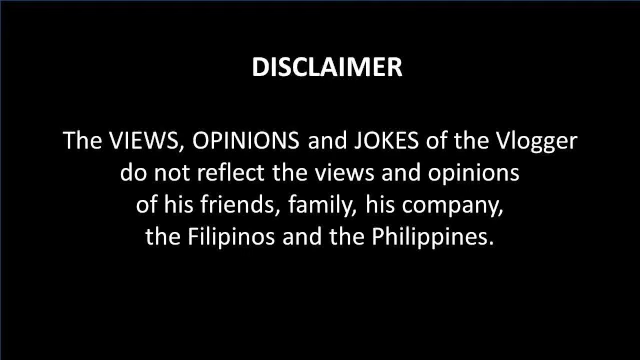 DISCLAIMER
The VIEWS, OPINIONS and JOKES of the Vlogger
do not reflect the views and opinions
of his friends, family, his company,
the Filipinos and the Philippines.